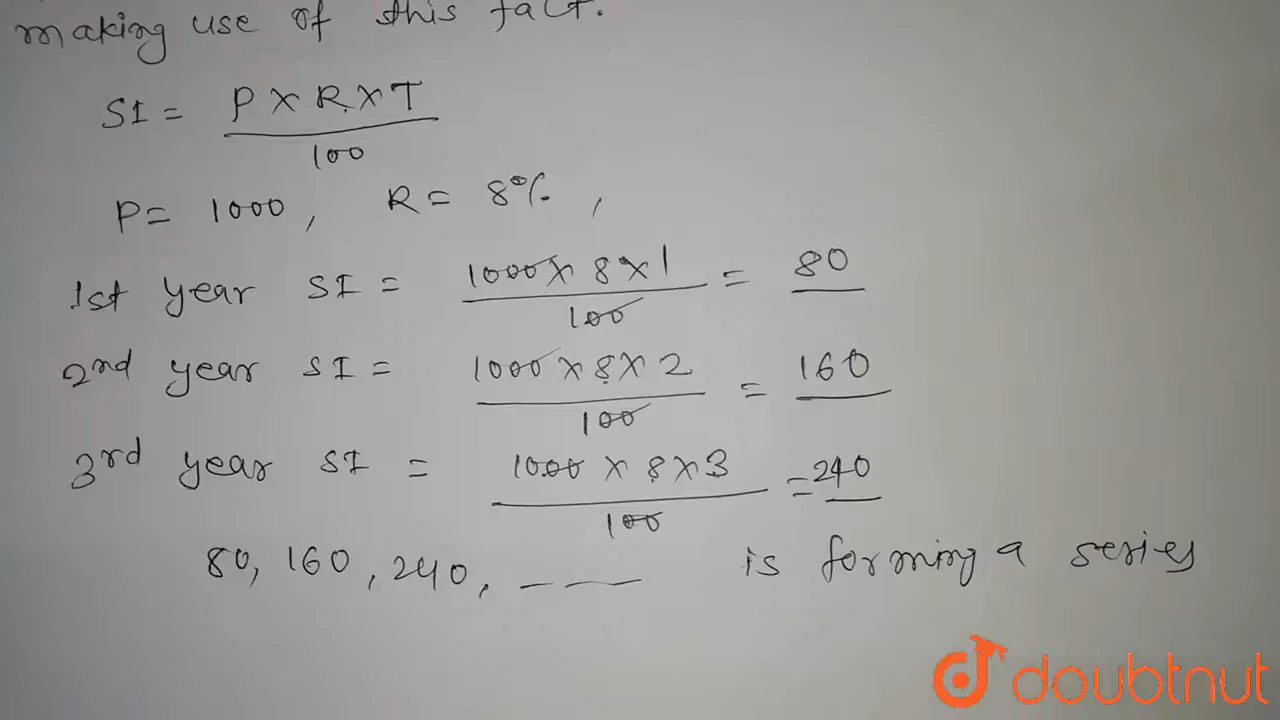 making use of this fact.
SI = P X R X T / 100
P = 1000, R = 8%,
1st year SI = 1000 X 8 X 1 / 100 = 80
2nd year SI = 1000 X 8 X 2 / 100 = 160
3rd year SI = 1000 X 8 X 3 / 100 = 240
80, 160, 240, _ __ is forming a series
doubtnut